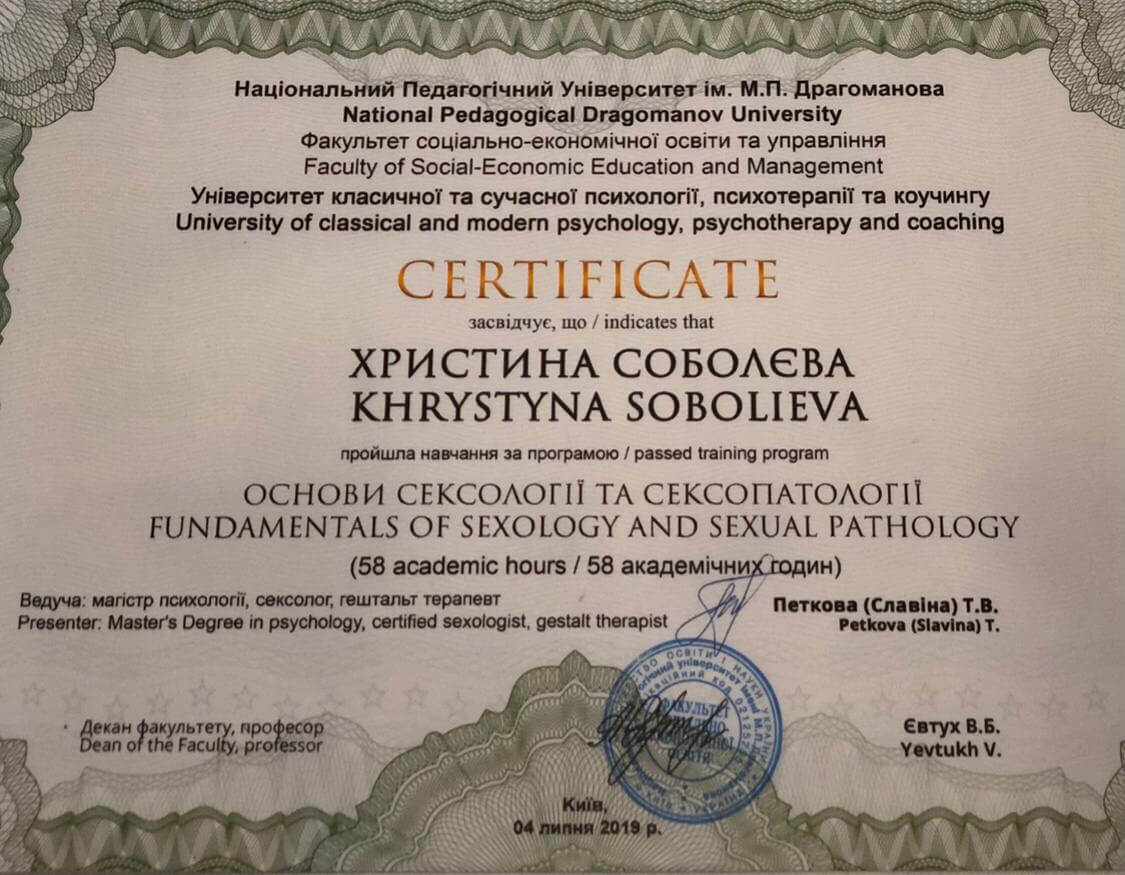 Національний Педагогічний Університет ім. М.П. Драгоманова
National Pedagogical Dragomanov University
Факультет соціально-економічної освіти та управління
Faculty of Social-Economic Education and Management
Університет класичної та сучасної психології, психотерапії та коучингу
University of classical and modern psychology, psychotherapy and coaching
CERTIFICATE
засвідчує, що / indicates that
ХРИСТИНА СОБОЛЄВА
KHRYSTYNA SOBOLIEVA
пройшла навчання за програмою / passed training program
ОСНОВИ СЕКСОЛОГІЇ ТА СЕКСОПАТОЛОГІЇ
FUNDAMENTALS OF SEXOLOGY AND SEXUAL PATHOLOGY
(58 academic hours / 58 академічних годин)
Ведуча: магістр психології, сексолог, гештальт терапевт
Presenter: Master's Degree in psychology, certified sexologist, gestalt therapist
Петкова (Славіна) Т.В.
Petkova (Slavina) T.
ОСВІТИ І НАУКИ УКРАЇНИ
ФАКУЛЬТЕТ
Декан факультету, професор
Dean of the Faculty, professor
Євтух В.Б.
Yevtukh V.
Київ,
04 липня 2019 р.